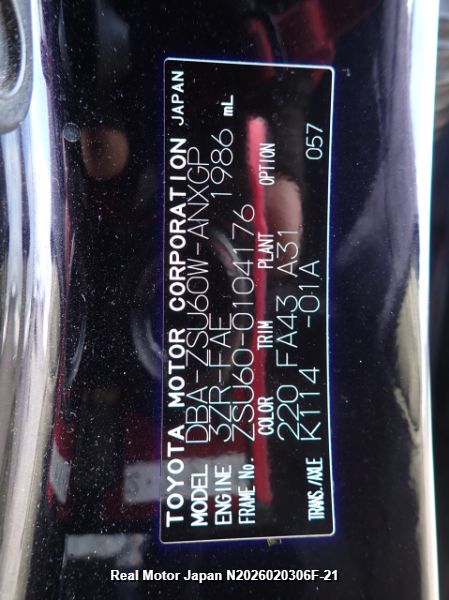 TOYOTA MOTOR CORPORATION JAPAN
MODEL DBA-ZSU60W-ANXGP
ENGINE 3ZR-FAE 1986 mL
FRAME No. ZSU60-0104176
COLOR TRIM PLANT OPTION
220 FA43 A31
TRANS./AXLE K114 -01A 057
Real Motor Japan N2026020306F-21